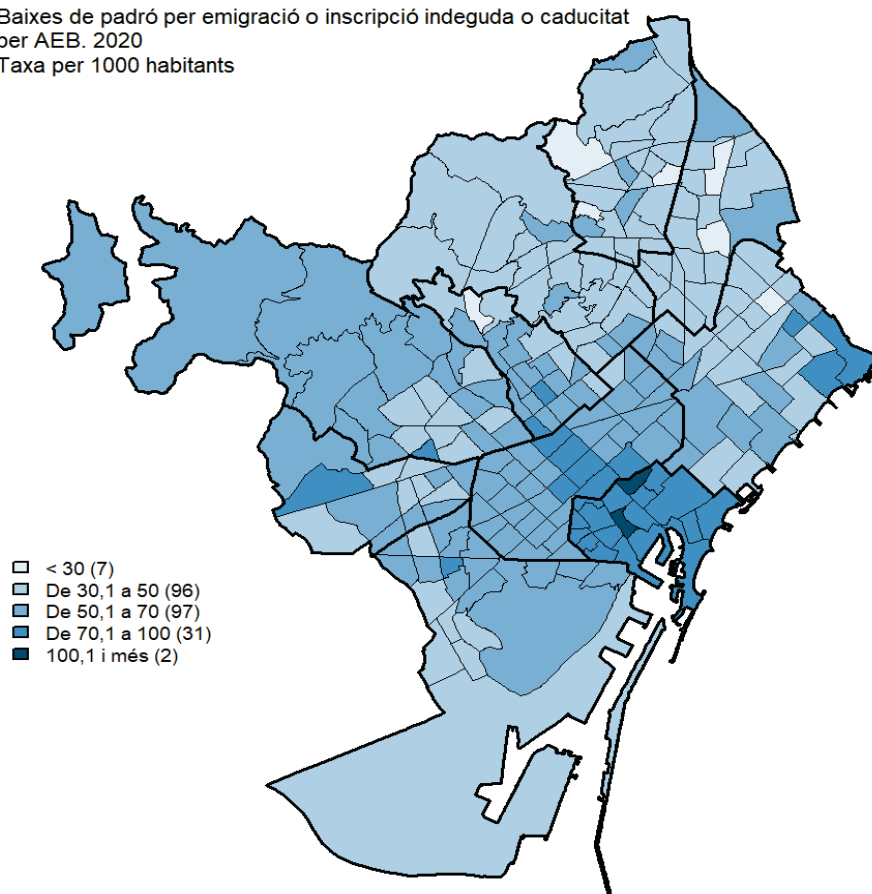 Baixes de padró per emigració o inscripció indeguda o caducitat
per AEB. 2020
Taxa per 1000 habitants
< 30 (7)
De 30,1 a 50 (96)
De 50,1 a 70 (97)
De 70,1 a 100 (31)
100,1 i més (2)